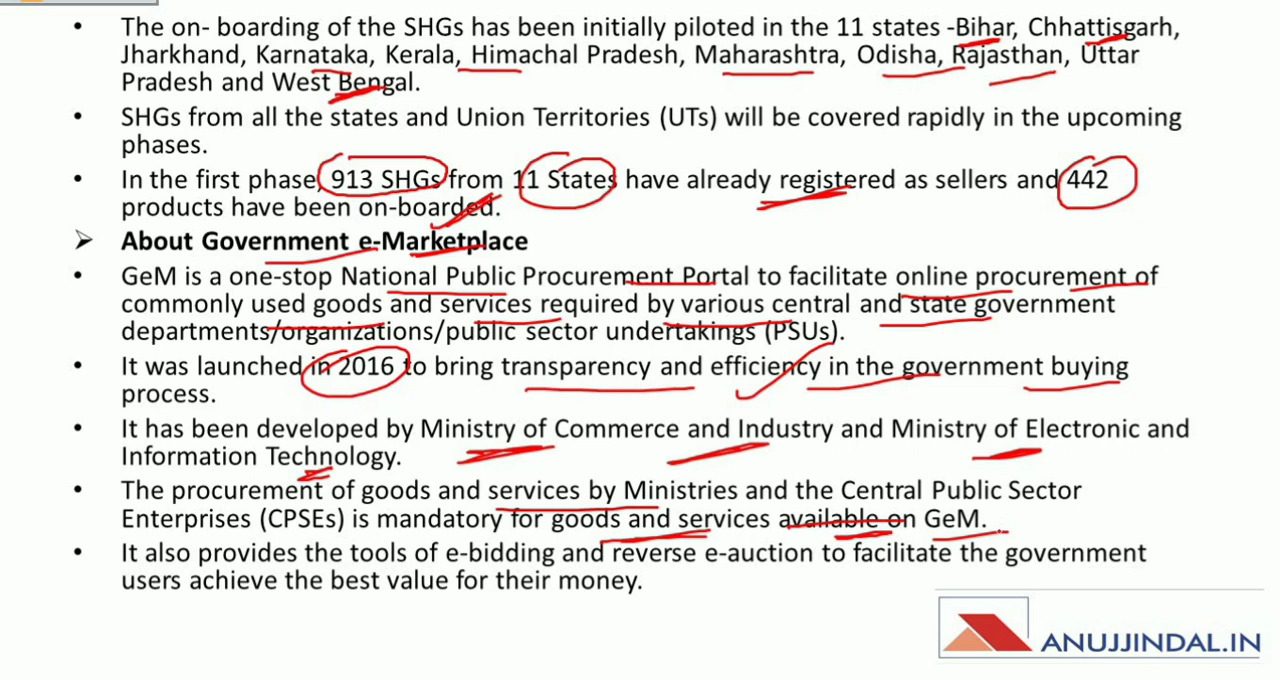 • The on- boarding of the SHGs has been initially piloted in the 11 states -Bihar, Chhattisgarh,
Jharkhand, Karnataka, Kerala, Himachal Pradesh, Maharashtra, Odisha, Rajasthan, Uttar
Pradesh and West Bengal.
• SHGs from all the states and Union Territories (UTs) will be covered rapidly in the upcoming
phases.
• In the first phase, 913 SHGs from 11 States have already registered as sellers and 442
products have been on-boarded.
➢ About Government e-Marketplace
• GeM is a one-stop National Public Procurement Portal to facilitate online procurement of
commonly used goods and services required by various central and state government
departments/organizations/public sector undertakings (PSUs).
• It was launched in 2016 to bring transparency and efficiency in the government buying
process.
• It has been developed by Ministry of Commerce and Industry and Ministry of Electronic and
Information Technology.
• The procurement of goods and services by Ministries and the Central Public Sector
Enterprises (CPSEs) is mandatory for goods and services available on GeM.
• It also provides the tools of e-bidding and reverse e-auction to facilitate the government
users achieve the best value for their money.
ANUJJINDAL.IN